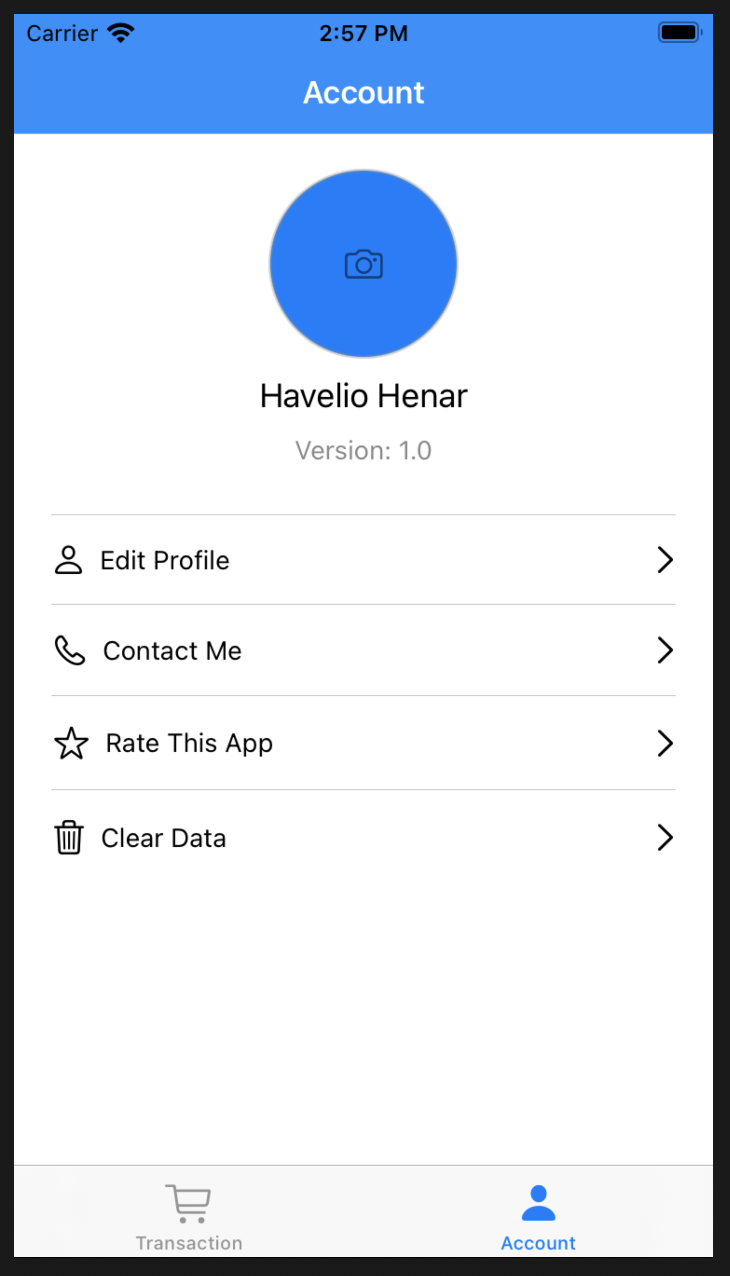 Carrier 2:57 PM
Account
Havelio Henar
Version: 1.0
Edit Profile
Contact Me
Rate This App
Clear Data
Transaction Account